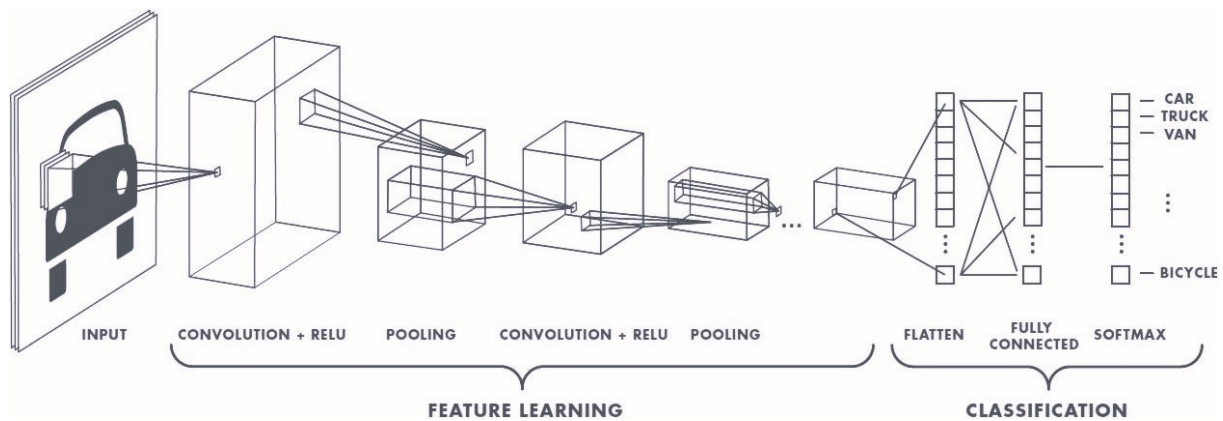 CAR
TRUCK
VAN
BICYCLE
INPUT
CONVOLUTION + RELU
POOLING
CONVOLUTION + RELU
POOLING
FLATTEN
FULLY
CONNECTED
SOFTMAX
FEATURE LEARNING
CLASSIFICATION